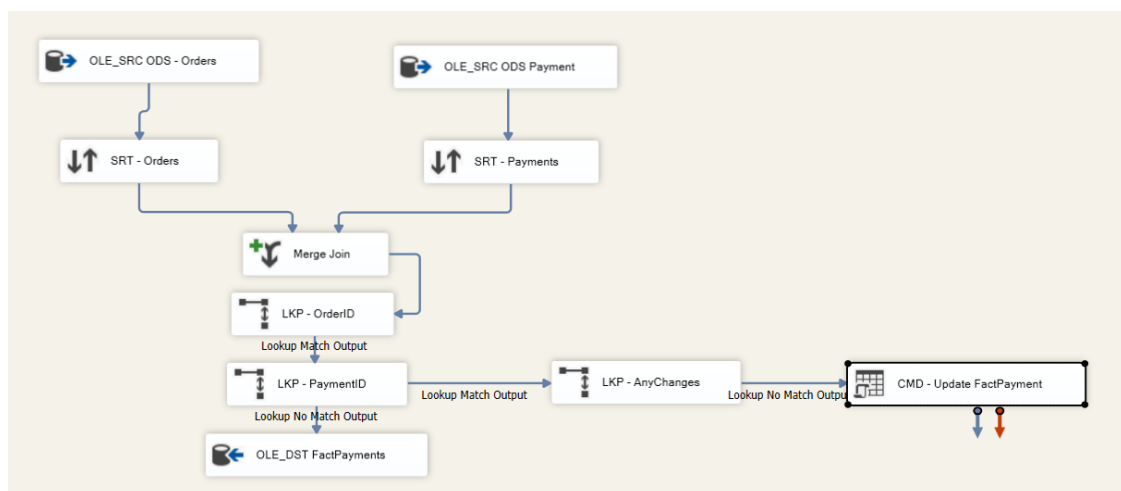 OLE_SRC ODS - Orders
OLE_SRC ODS Payment
SRT - Orders
SRT - Payments
Merge Join
LKP - OrderID
Lookup Match Output
LKP - PaymentID
Lookup Match Output
LKP - AnyChanges
Lookup No Match Outpu
CMD - Update FactPayment
Lookup No Match Output
OLE_DST FactPayments